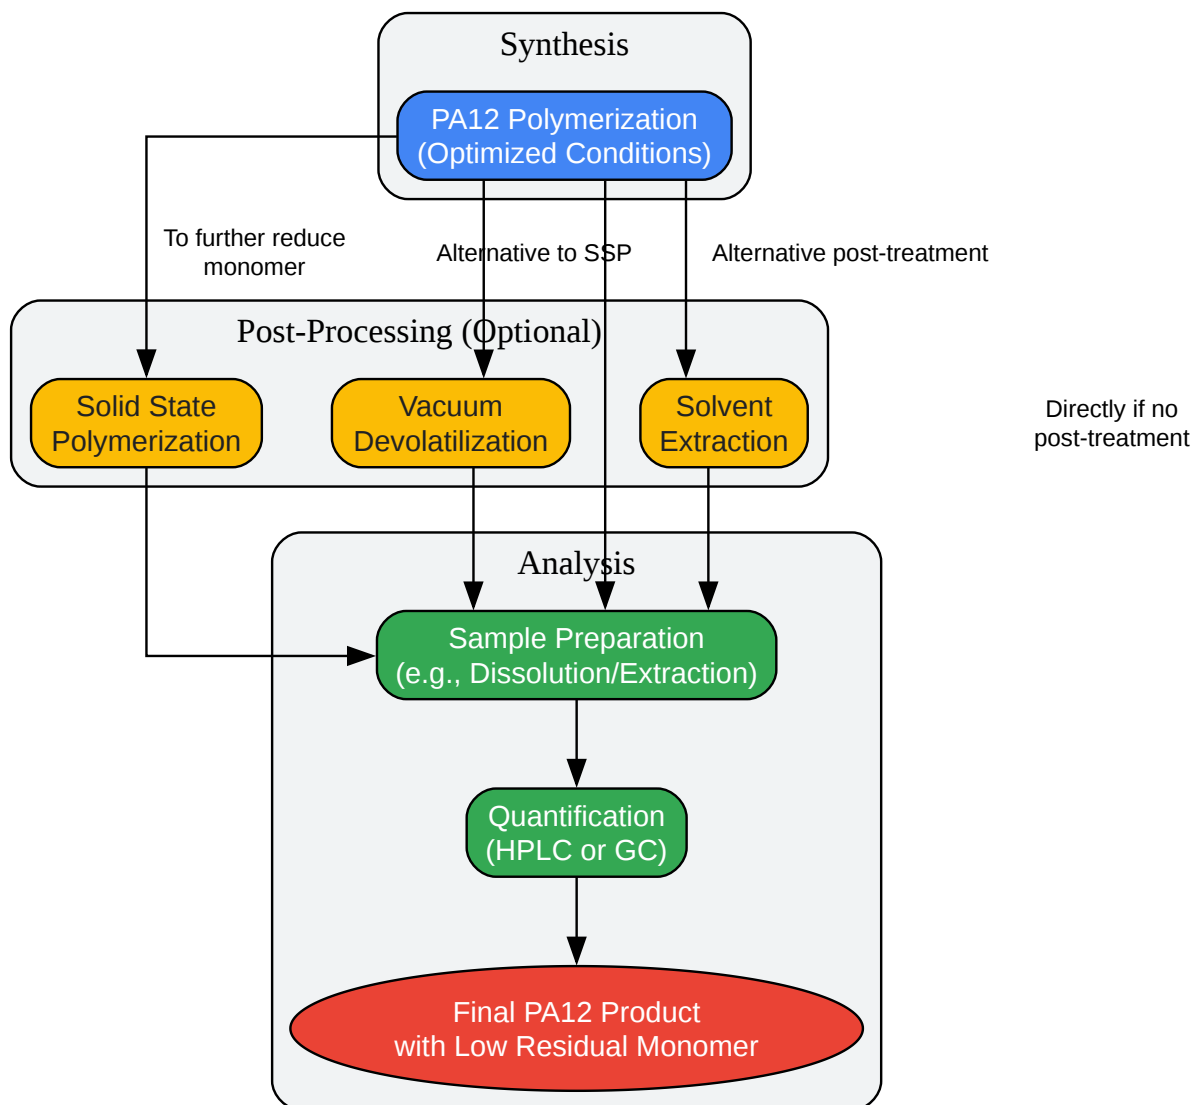 Synthesis
PA12 Polymerization
(Optimized Conditions)
To further reduce
monomer
Alternative to SSP
Alternative post-treatment
Post-Processing (Optional)
Solid State
Polymerization
Vacuum
Devolatilization
Solvent
Extraction
Directly if no
post-treatment
Analysis
Sample Preparation
(e.g., Dissolution/Extraction)
Quantification
(HPLC or GC)
Final PA12 Product
with Low Residual Monomer